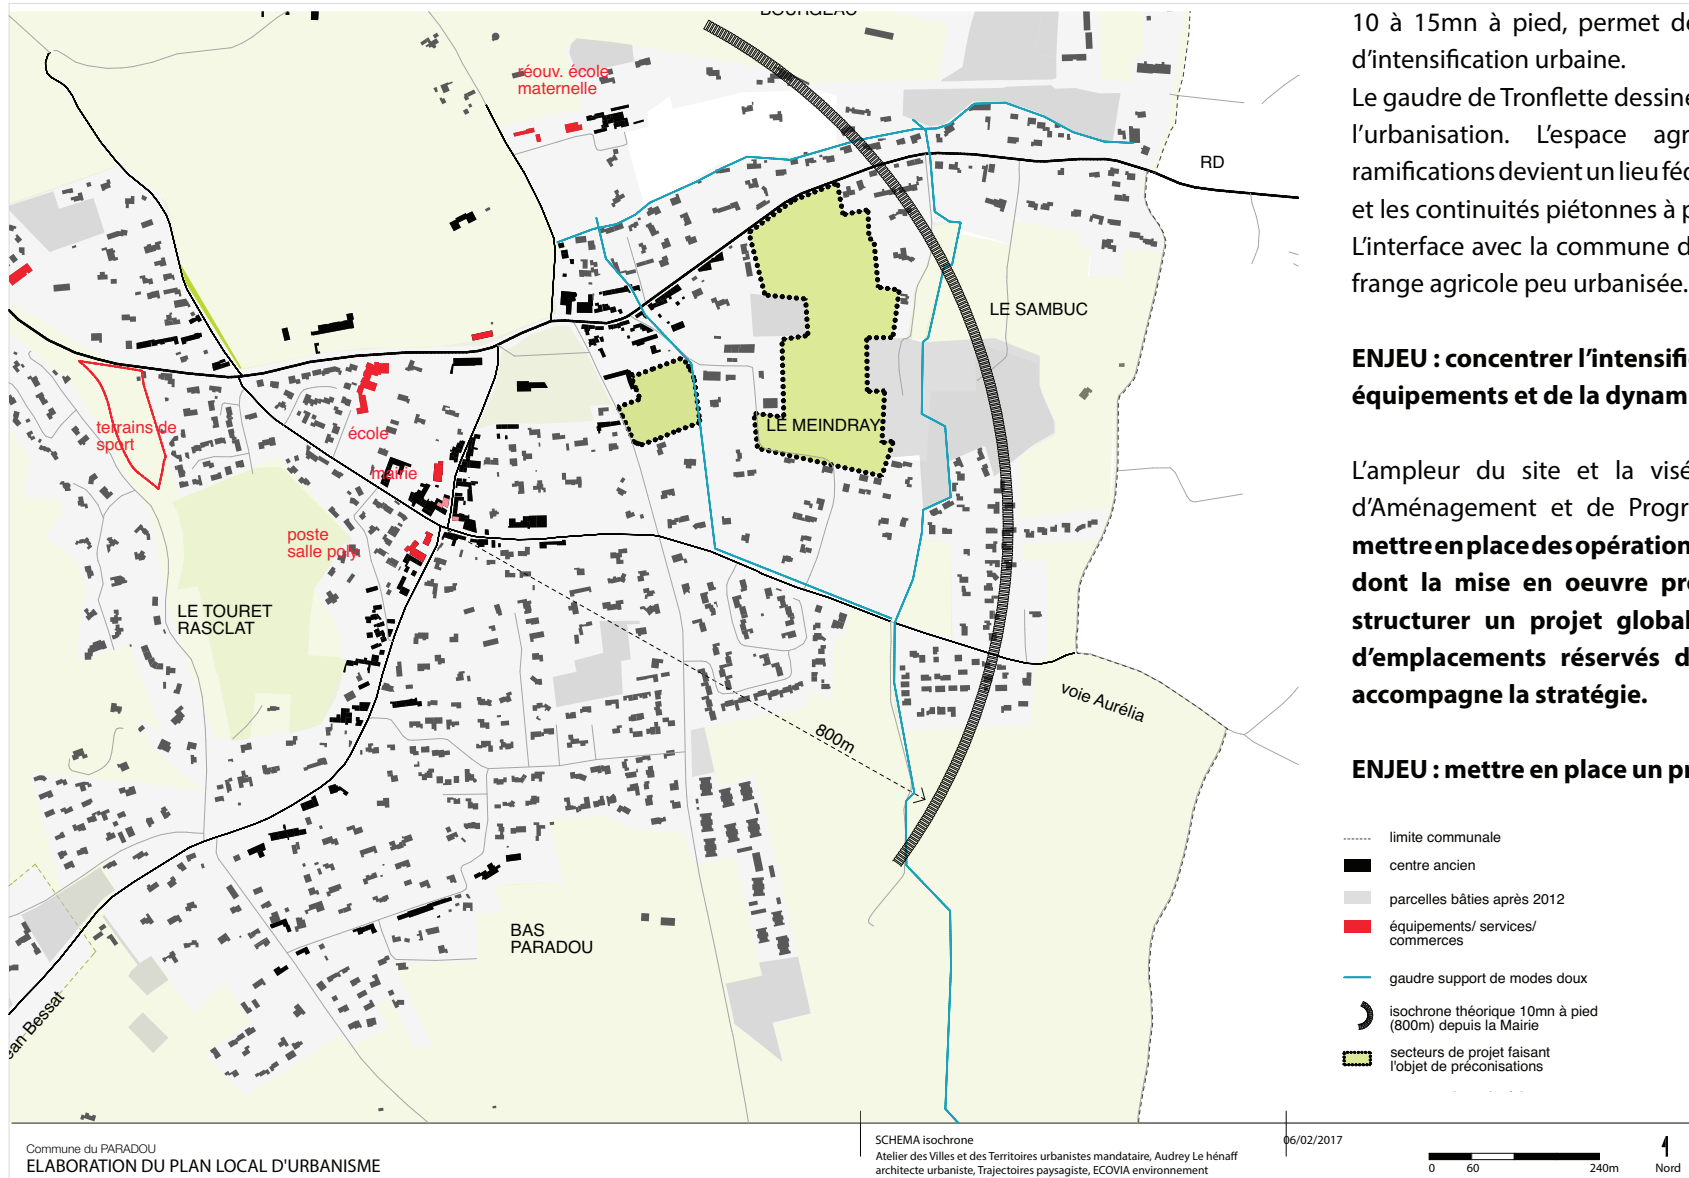 BOURGEAU
réouv. école
maternelle
RD
LE SAMBUC
LE MEINDRAY
terrains de
sport
école
mairie
poste
salle poly
LE TOURET
RASCLAT
800m
voie Aurélia
BAS
PARADOU
ean Bessat
10 à 15mn à pied, permet de
d'intensification urbaine.
Le gaudre de Tronflette dessine
l'urbanisation. L'espace agr
ramifications devient un lieu féd
et les continuités piétonnes à p
L'interface avec la commune d
frange agricole peu urbanisée.
ENJEU : concentrer l'intensifi
équipements et de la dynam
L'ampleur du site et la visé
d'Aménagement et de Progr
mettre en place des opération
dont la mise en oeuvre pr
structurer un projet global
d'emplacements réservés d
accompagne la stratégie.
ENJEU : mettre en place un pr
limite communale
centre ancien
parcelles bâties après 2012
équipements/ services/
commerces
gaudre support de modes doux
isochrone théorique 10mn à pied
(800m) depuis la Mairie
secteurs de projet faisant
l'objet de préconisations
Commune du PARADOU
ELABORATION DU PLAN LOCAL D'URBANISME
SCHEMA isochrone
Atelier des Villes et des Territoires urbanistes mandataire, Audrey Le hénaff
architecte urbaniste, Trajectoires paysagiste, ECOVIA environnement
06/02/2017
0 60 240m
Nord